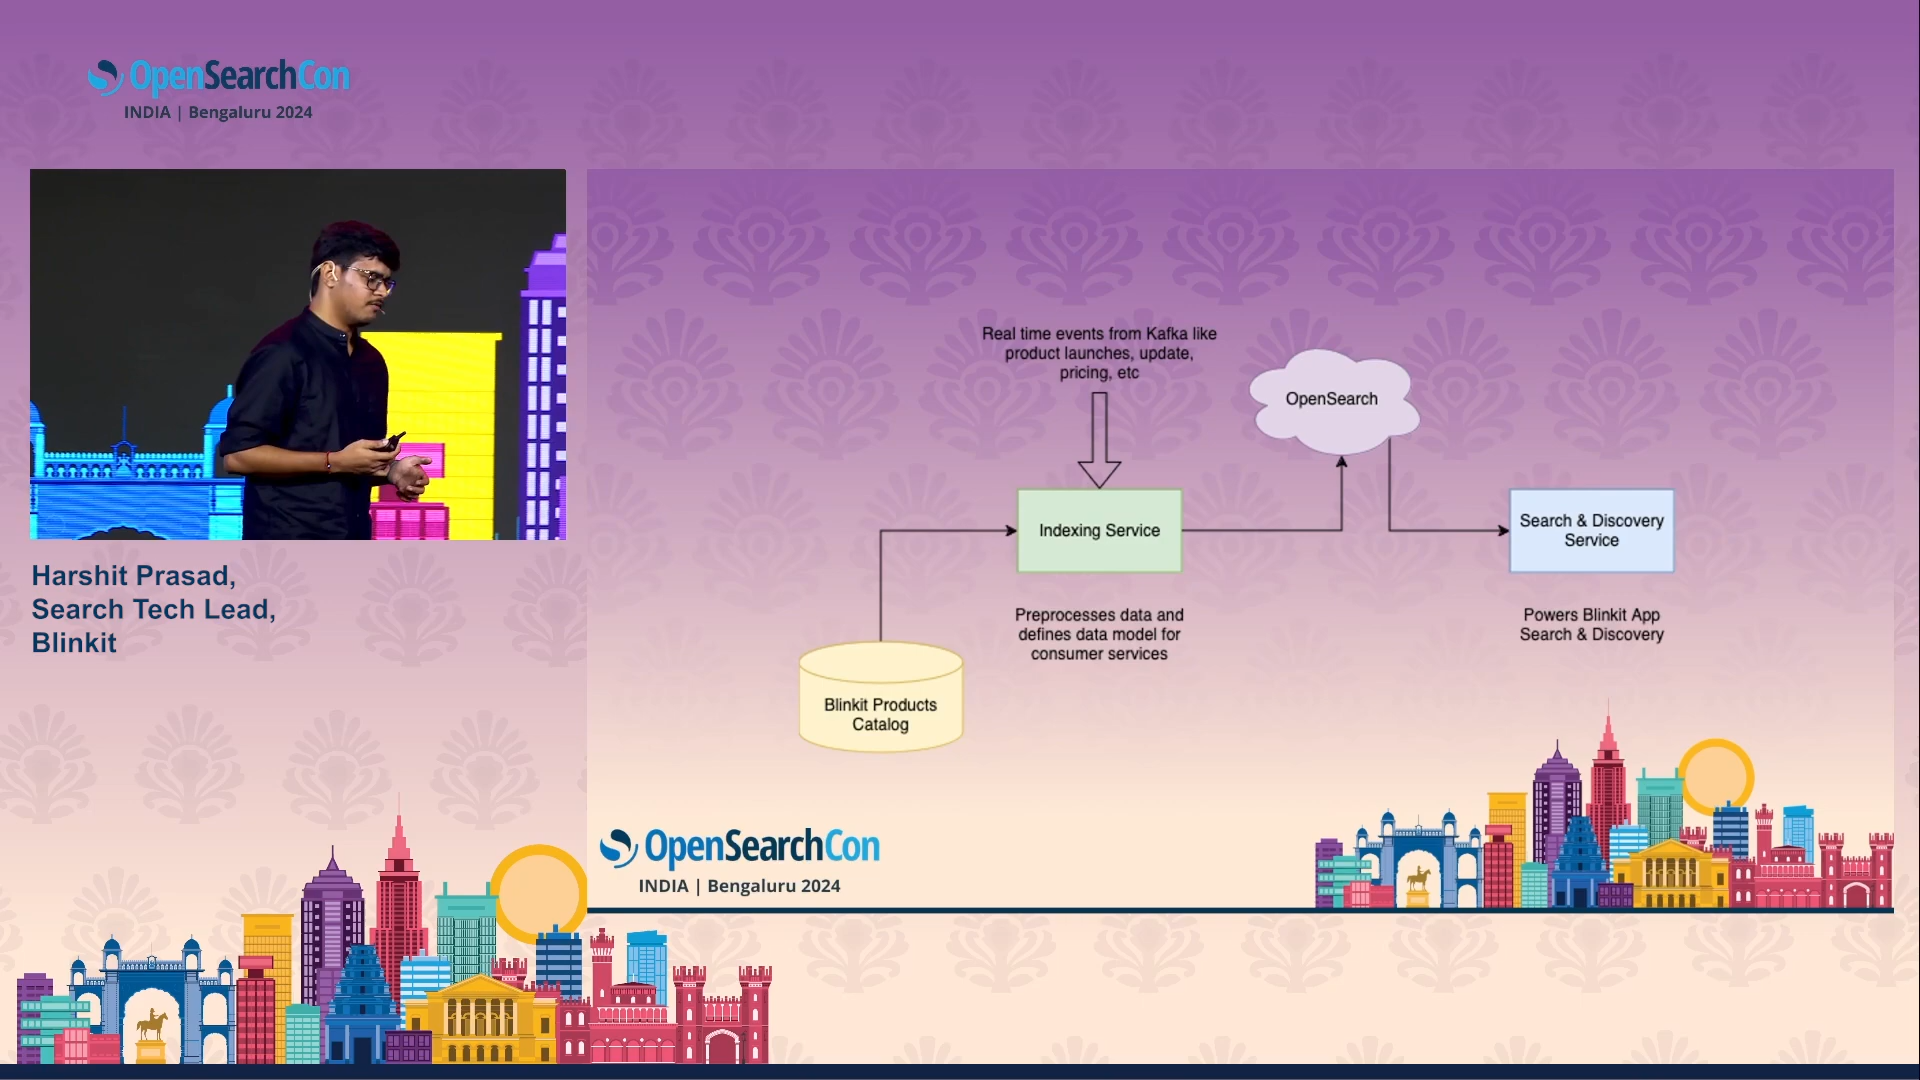 OpenSearchCon
INDIA | Bengaluru 2024
Harshit Prasad,
Search Tech Lead,
Blinkit
Real time events from Kafka like
product launches, update,
pricing, etc
OpenSearch
Indexing Service
Search & Discovery
Service
Preprocesses data and
defines data model for
consumer services
Powers Blinkit App
Search & Discovery
Blinkit Products
Catalog
OpenSearchCon
INDIA | Bengaluru 2024